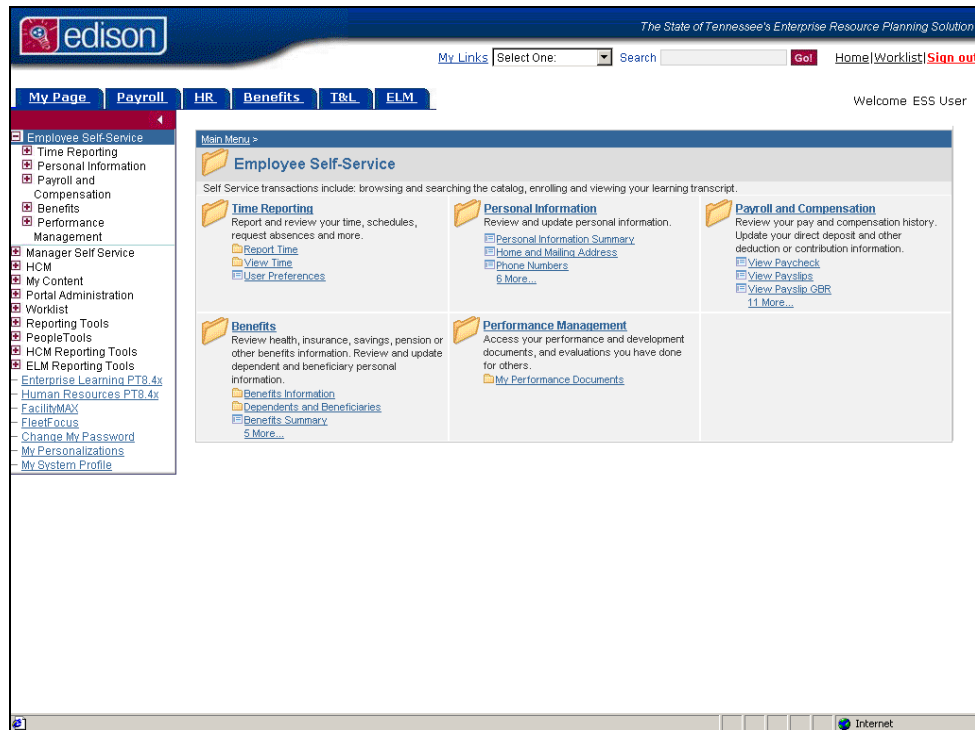 edison
The State of Tennessee's Enterprise Resource Planning Solution
My Links Select One: Search Go! Home|Worklist|Sign out
My Page Payroll HR Benefits T&L ELM
Welcome ESS User
Employee Self-Service
Time Reporting
Personal Information
Payroll and
Compensation
Benefits
Performance
Management
Manager Self Service
HCM
My Content
Portal Administration
Worklist
Reporting Tools
PeopleTools
HCM Reporting Tools
ELM Reporting Tools
Enterprise Learning PT8.4x
Human Resources PT8.4x
FacilityMAX
FleetFocus
Change My Password
My Personalizations
My System Profile
Main Menu >
Employee Self-Service
Self Service transactions include: browsing and searching the catalog, enrolling and viewing your learning transcript.
Time Reporting
Report and review your time, schedules,
request absences and more.
Report Time
View Time
User Preferences
Personal Information
Review and update personal information.
Personal Information Summary
Home and Mailing Address
Phone Numbers
6 More...
Payroll and Compensation
Review your pay and compensation history.
Update your direct deposit and other
deduction or contribution information.
View Paycheck
View Payslips
View Payslip GBR
11 More...
Benefits
Review health, insurance, savings, pension or
other benefits information. Review and update
dependent and beneficiary personal
information.
Benefits Information
Dependents and Beneficiaries
Benefits Summary
5 More...
Performance Management
Access your performance and development
documents, and evaluations you have done
for others.
My Performance Documents
Internet